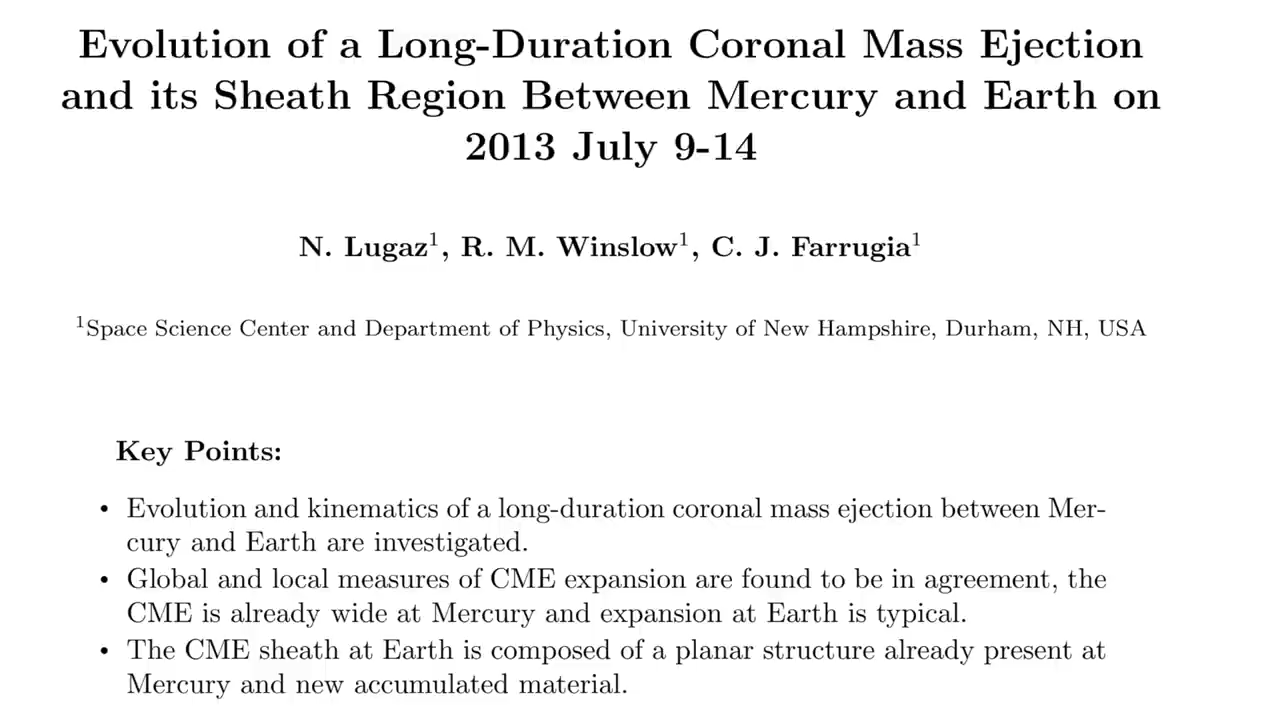 Evolution of a Long-Duration Coronal Mass Ejection
and its Sheath Region Between Mercury and Earth on
2013 July 9-14
N. Lugaz¹, R. M. Winslow¹, C. J. Farrugia¹
¹Space Science Center and Department of Physics, University of New Hampshire, Durham, NH, USA
Key Points:
• Evolution and kinematics of a long-duration coronal mass ejection between Mer-
cury and Earth are investigated.
• Global and local measures of CME expansion are found to be in agreement, the
CME is already wide at Mercury and expansion at Earth is typical.
• The CME sheath at Earth is composed of a planar structure already present at
Mercury and new accumulated material.